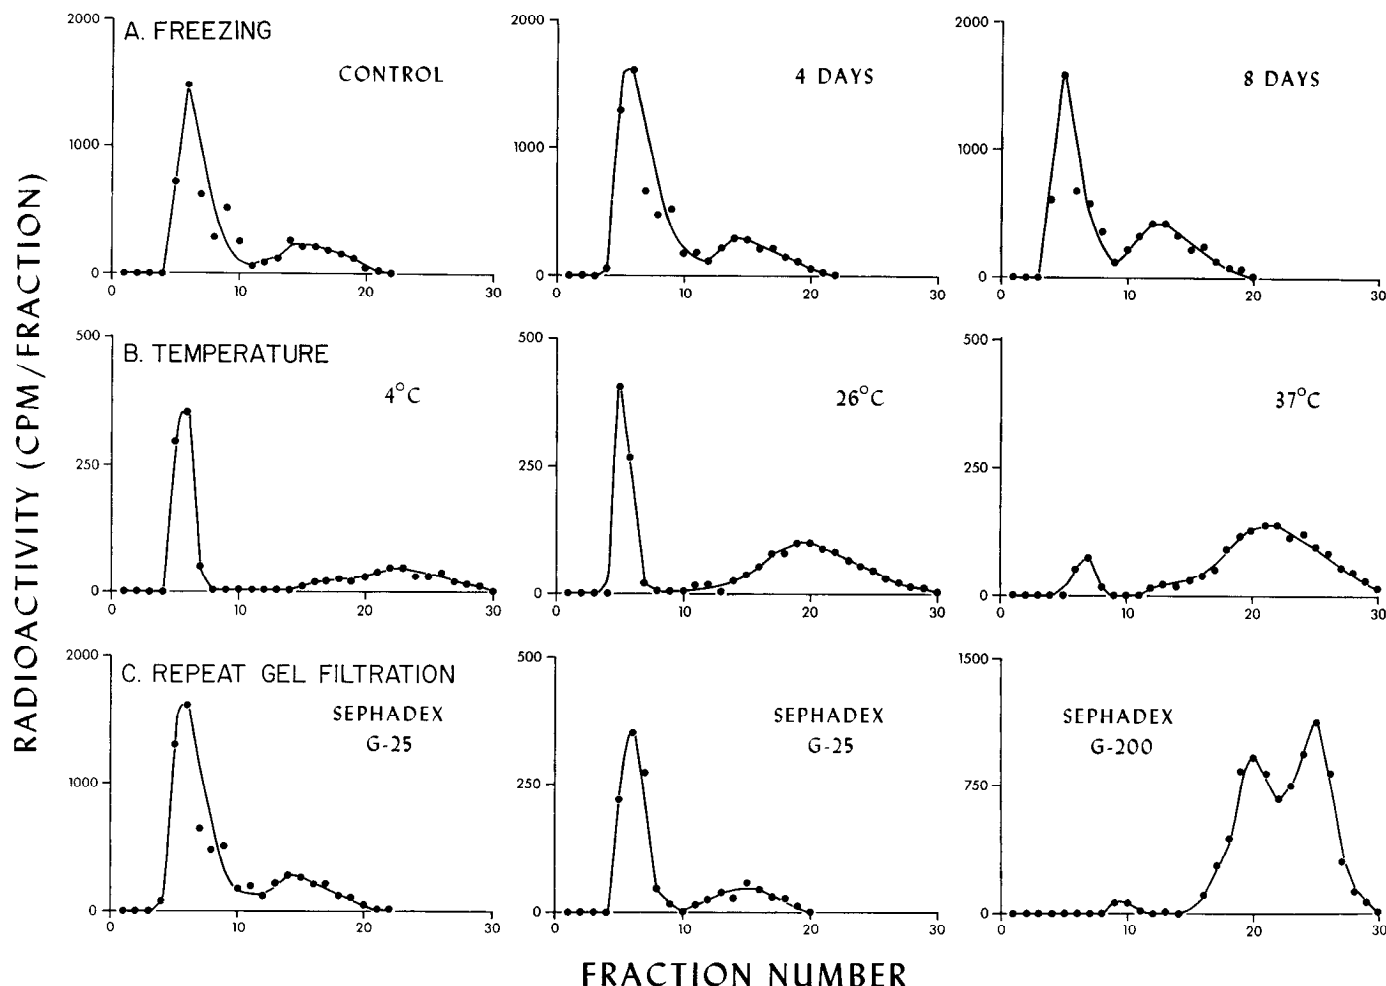 A. FREEZING
CONTROL
4 DAYS
8 DAYS
2000
1000
0
0 10 20 30
2000
1000
0
0 10 20 30
2000
1000
0
0 10 20 30
B. TEMPERATURE
4°C
26°C
37°C
500
250
0
0 10 20 30
500
250
0
0 10 20 30
500
250
0
0 10 20 30
C. REPEAT GEL FILTRATION
SEPHADEX
G-25
SEPHADEX
G-25
SEPHADEX
G-200
2000
1000
0
0 10 20 30
500
250
0
0 10 20 30
1500
750
0
0 10 20 30
RADIOACTIVITY (CPM/FRACTION)
FRACTION NUMBER